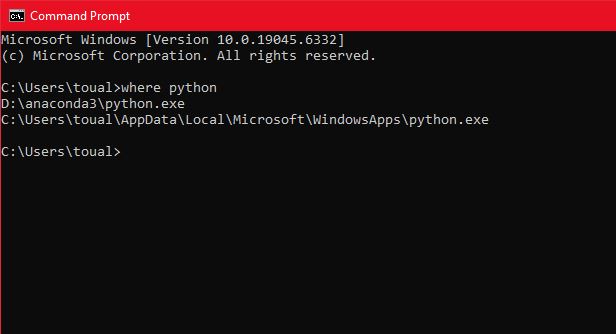 Command Prompt
Microsoft Windows [Version 10.0.19045.6332]
(c) Microsoft Corporation. All rights reserved.
C:\Users\toual>where python
D:\anaconda3\python.exe
C:\Users\toual\AppData\Local\Microsoft\WindowsApps\python.exe
C:\Users\toual>